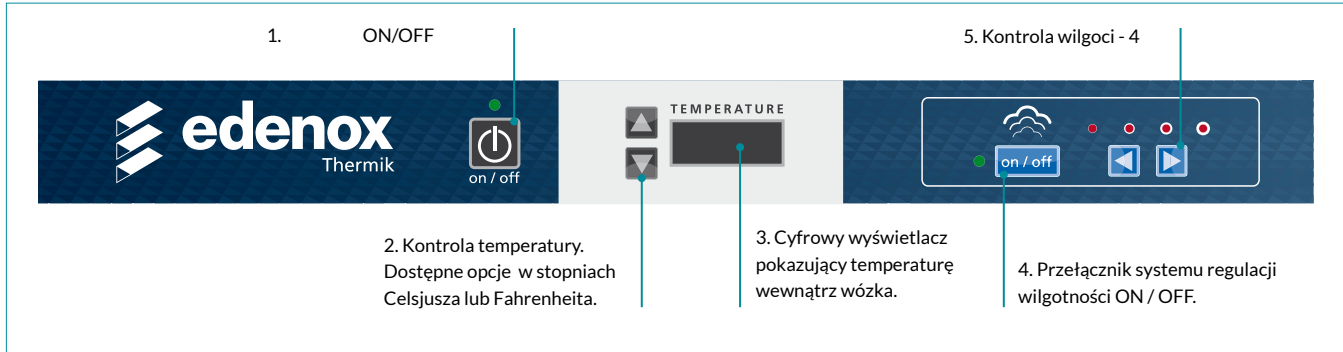 1. ON/OFF
5. Kontrola wilgoci - 4
edenox
Thermik
on / off
TEMPERATURE
on / off
2. Kontrola temperatury.
Dostępne opcje w stopniach
Celsjusza lub Fahrenheita.
3. Cyfrowy wyświetlacz
pokazujący temperaturę
wewnątrz wózka.
4. Przełącznik systemu regulacji
wilgotności ON / OFF.